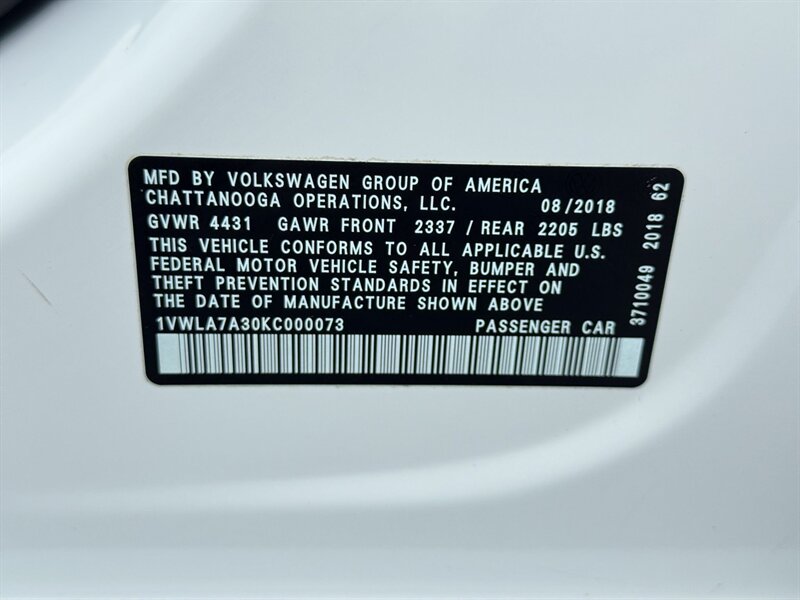 MFD BY VOLKSWAGEN GROUP OF AMERICA
CHATTANOOGA OPERATIONS, LLC. 08/2018
GVWR 4431 GAWR FRONT 2337 / REAR 2205 LBS
THIS VEHICLE CONFORMS TO ALL APPLICABLE U.S.
FEDERAL MOTOR VEHICLE SAFETY, BUMPER AND
THEFT PREVENTION STANDARDS IN EFFECT ON
THE DATE OF MANUFACTURE SHOWN ABOVE
1VWLA7A30KC000073 PASSENGER CAR
3710049 2018 62